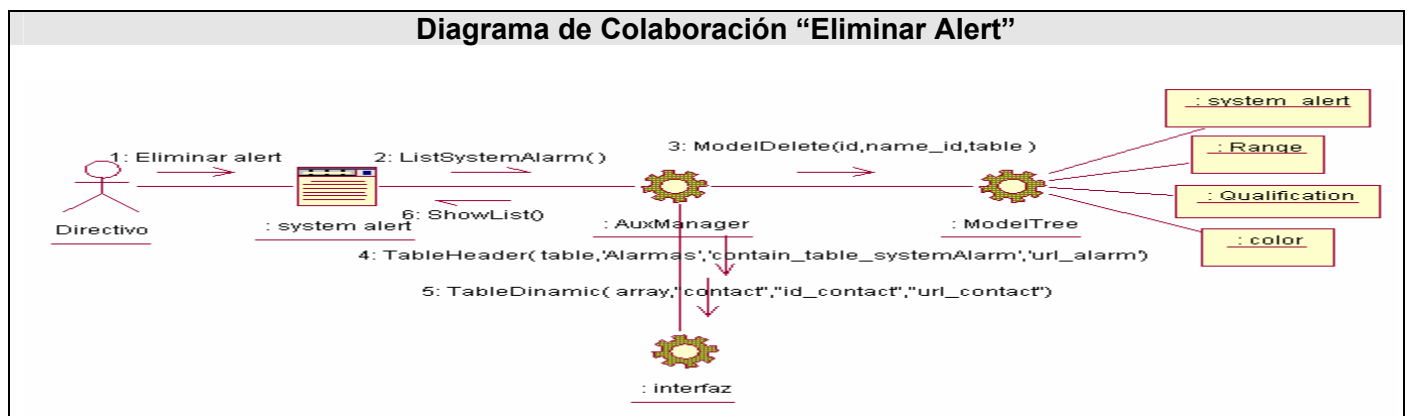 Diagrama de Colaboración “Eliminar Alert”
: system_alert
: Range
: Qualification
: color
1: Eliminar alert
2: ListSystemAlarm( )
3: ModelDelete(id,name_id,table )
6: ShowList()
Directivo
: system alert
: AuxManager
: ModelTree
4: TableHeader( table,'Alarmas','contain_table_systemAlarm','url_alarm')
5: TableDinamic( array,"contact","id_contact","url_contact")
: interfaz